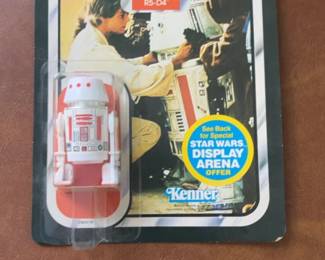 R5-D4
See Back
for Special
STAR WARS
DISPLAY
ARENA
OFFER
Kenner